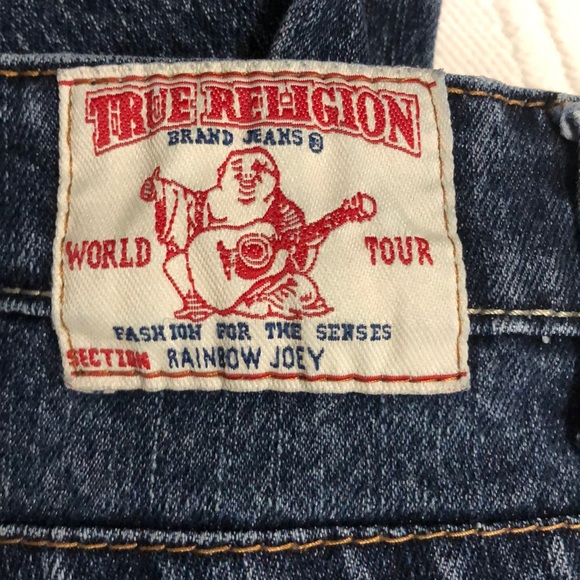 TRUE RELIGION
BRAND JEANS ®
WORLD TOUR
FASHION FOR THE SENSES
SECTION RAINBOW JOEY